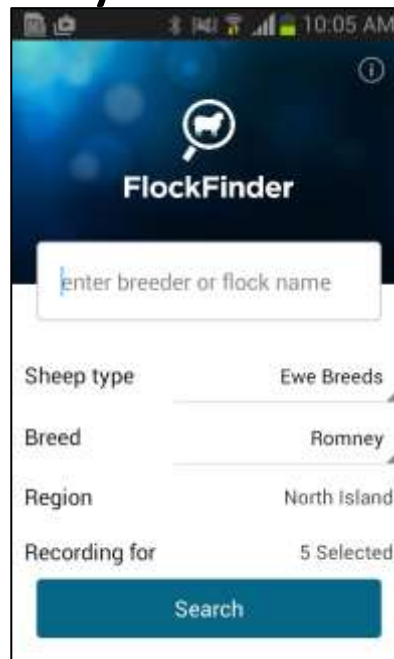 10:05 AM
FlockFinder
enter breeder or flock name
Sheep type Ewe Breeds
Breed Romney
Region North Island
Recording for 5 Selected
Search